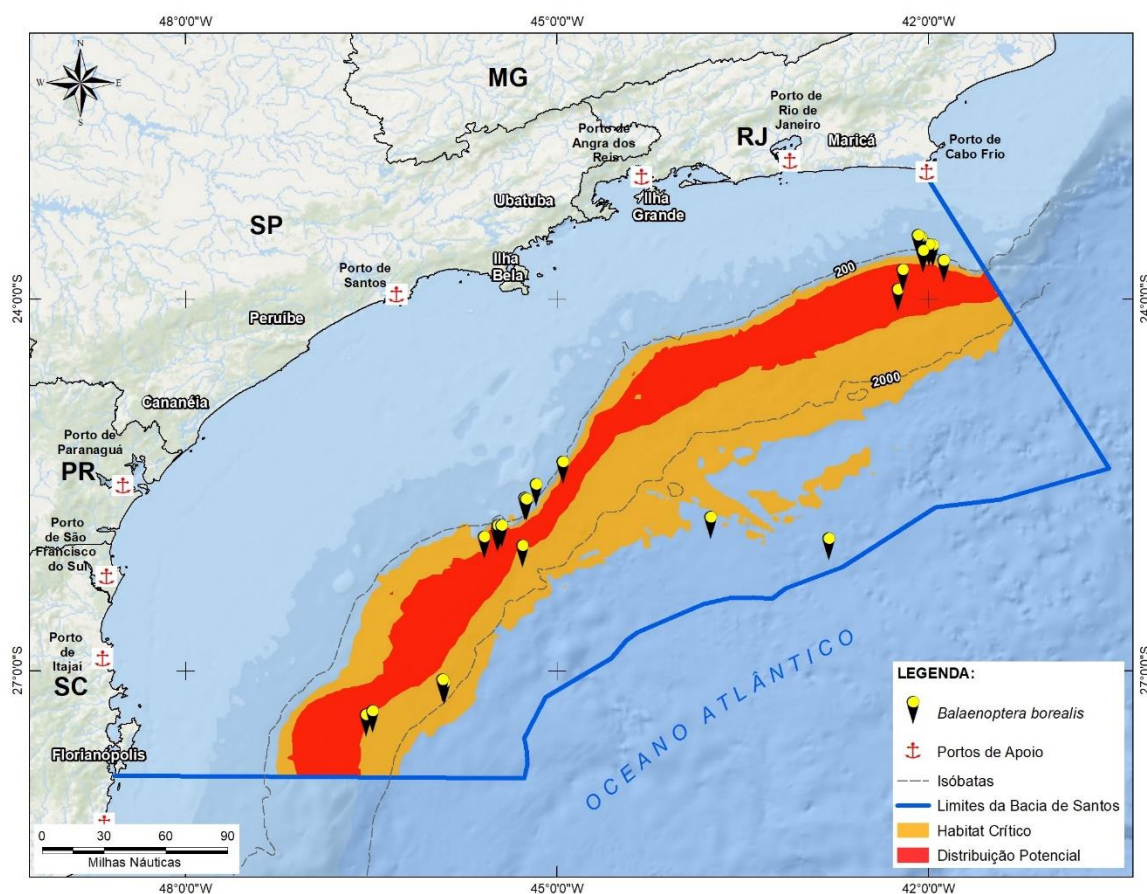 48°0'0"W
45°0'0"W
42°0'0"W
N
W
E
S
MG
Porto de
Rio de
Janeiro
Porto de
Angra dos
Reis
RJ
Maricá
Porto de
Cabo Frio
Ubatuba
Ilha
Grande
SP
Ilha
Bela
Porto de
Santos
200
24°0'0"S
24°0'0"S
Peruíbe
2000
Cananéia
Porto de
Paranaguá
PR
Porto
de São
Francisco
do Sul
Porto
de
Itajaí
27°0'0"S
27°0'0"S
SC
OCEANO ATLÂNTICO
Florianópolis
LEGENDA:
Balaenoptera borealis
Portos de Apoio
Isóbatas
Limites da Bacia de Santos
Habitat Crítico
Distribuição Potencial
0 30 60 90
Milhas Náuticas
48°0'0"W
45°0'0"W
42°0'0"W